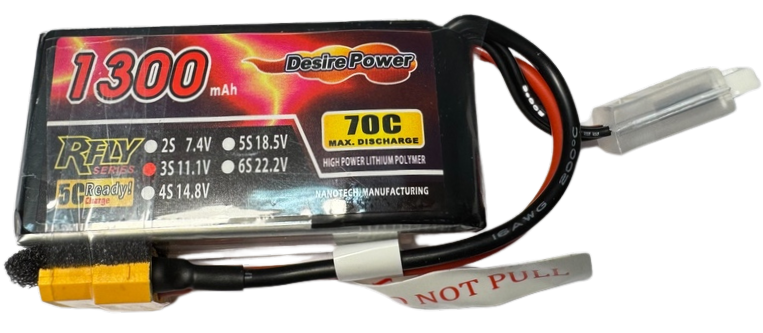 1300 mAh
Desire Power
RFLY
SERIES
2S 7.4V
5S 18.5V
3S 11.1V
6S 22.2V
4S 14.8V
5C Ready!
Charge
70C
MAX. DISCHARGE
HIGH POWER LITHIUM POLYMER
NANOTECH MANUFACTURING
16AWG 200°C
O NOT PULL